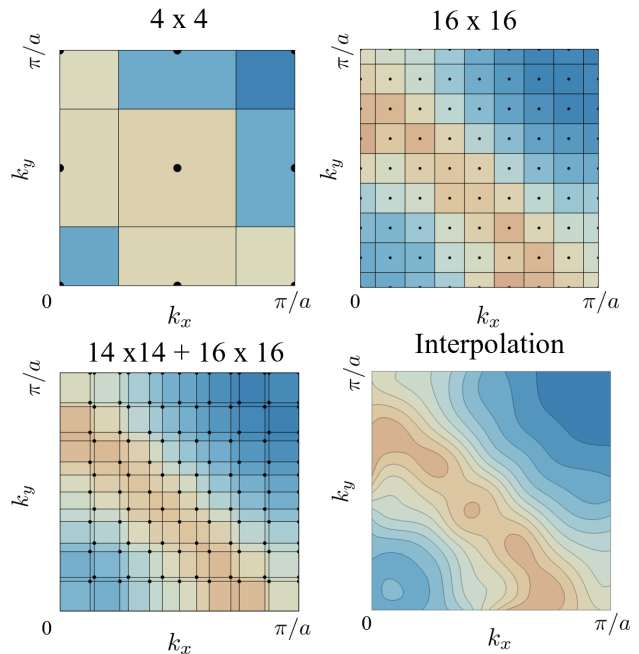 4 x 4
16 x 16
π/a
π/a
k_y
k_y
0
k_x
π/a
0
k_x
π/a
14 x14 + 16 x 16
Interpolation
π/a
π/a
k_y
k_y
0
k_x
π/a
0
k_x
π/a